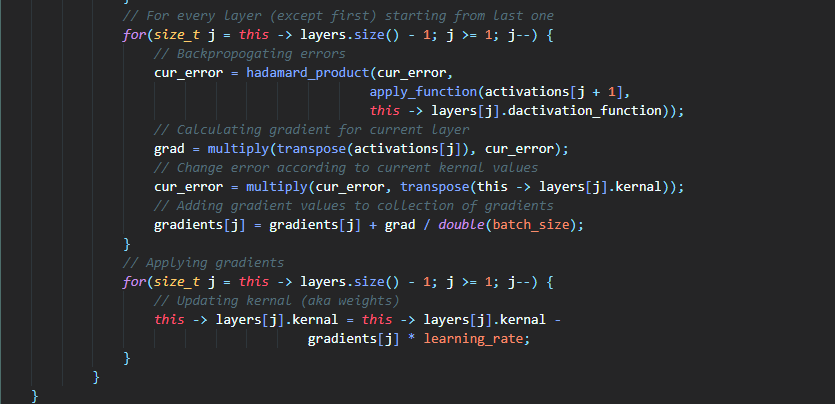 }
// For every layer (except first) starting from last one
for(size_t j = this -> layers.size() - 1; j >= 1; j--) {
// Backpropogating errors
cur_error = hadamard_product(cur_error,
apply_function(activations[j + 1],
this -> layers[j].dactivation_function));
// Calculating gradient for current layer
grad = multiply(transpose(activations[j]), cur_error);
// Change error according to current kernal values
cur_error = multiply(cur_error, transpose(this -> layers[j].kernal));
// Adding gradient values to collection of gradients
gradients[j] = gradients[j] + grad / double(batch_size);
}
// Applying gradients
for(size_t j = this -> layers.size() - 1; j >= 1; j--) {
// Updating kernal (aka weights)
this -> layers[j].kernal = this -> layers[j].kernal -
gradients[j] * learning_rate;
}
}
}